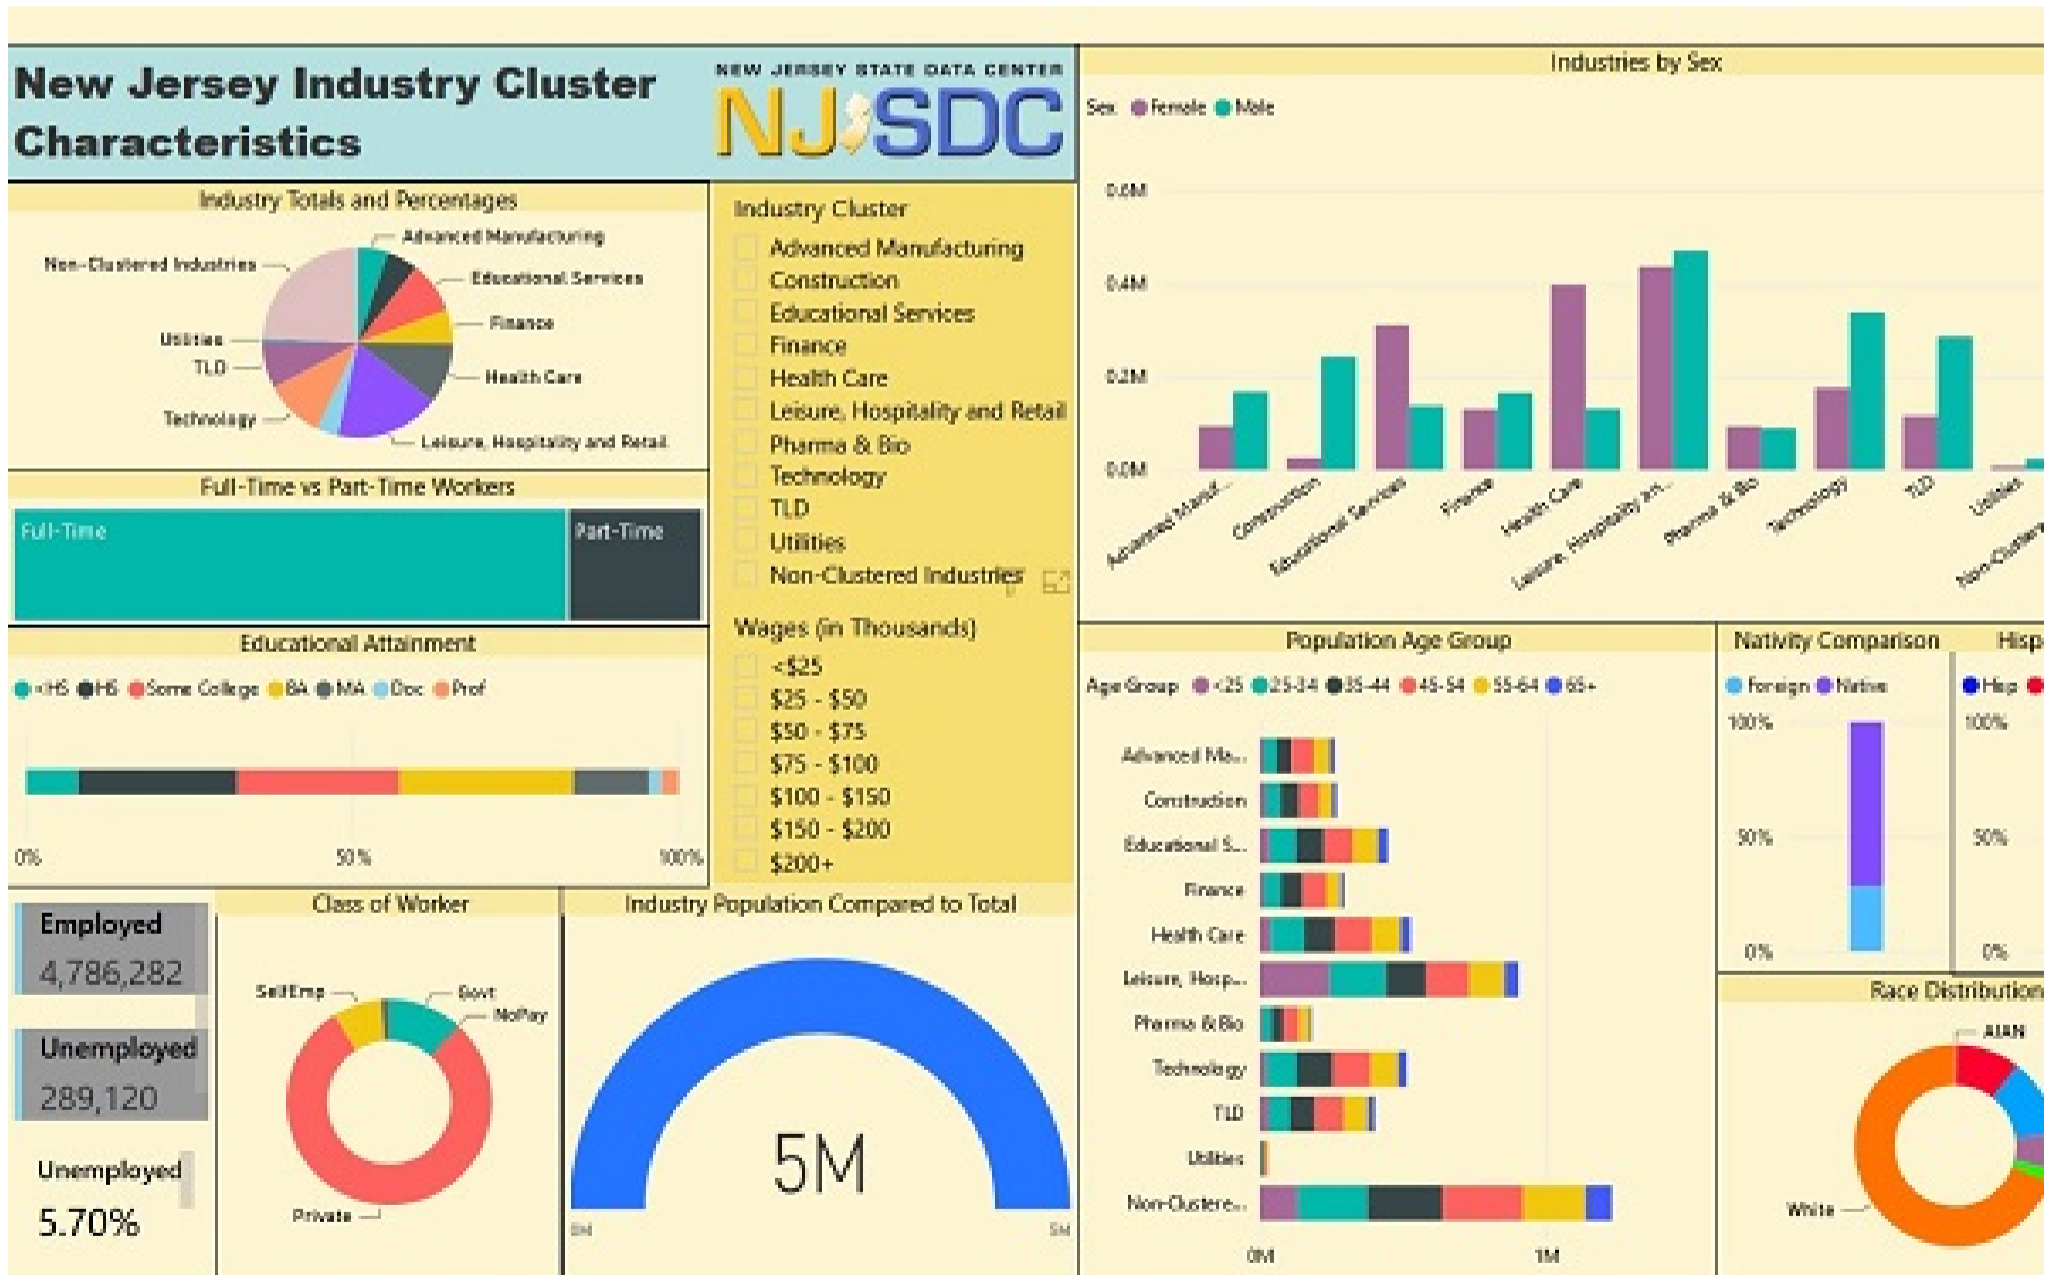 New Jersey Industry Cluster
Characteristics
NEW JERSEY STATE DATA CENTER
NJSDC
Industry Totals and Percentages
Advanced Manufacturing
Non-Clustered Industries
Educational Services
Finance
Utilities
TLD
Health Care
Technology
Leisure, Hospitality and Retail
Full-Time vs Part-Time Workers
Full-Time
Part-Time
Educational Attainment
<HS HS Some College BA MA Doc Prof
0% 50% 100%
Industry Cluster
Advanced Manufacturing
Construction
Educational Services
Finance
Health Care
Leisure, Hospitality and Retail
Pharma & Bio
Technology
TLD
Utilities
Non-Clustered Industries
Wages (in Thousands)
<$25
$25 - $50
$50 - $75
$75 - $100
$100 - $150
$150 - $200
$200+
Employed
4,786,282
Unemployed
289,120
Unemployed
5.70%
Class of Worker
SelfEmp
Govt
NoPay
Private
Industry Population Compared to Total
5M
0M 5M
Industries by Sex
Sex Female Male
0.6M
0.4M
0.2M
0.0M
Advanced Manuf...
Construction
Educational Services
Finance
Health Care
Leisure, Hospitality an...
Pharma & Bio
Technology
TLD
Utilities
Non-Clustere
Population Age Group
Age Group <25 25-34 35-44 45-54 55-64 65+
Advanced Ma...
Construction
Educational S...
Finance
Health Care
Leisure, Hosp...
Pharma & Bio
Technology
TLD
Utilities
Non-Clustere...
0M 1M
Nativity Comparison
Foreign Native
100%
50%
0%
Hisp
Hisp
100%
50%
0%
Race Distribution
AIAN
White